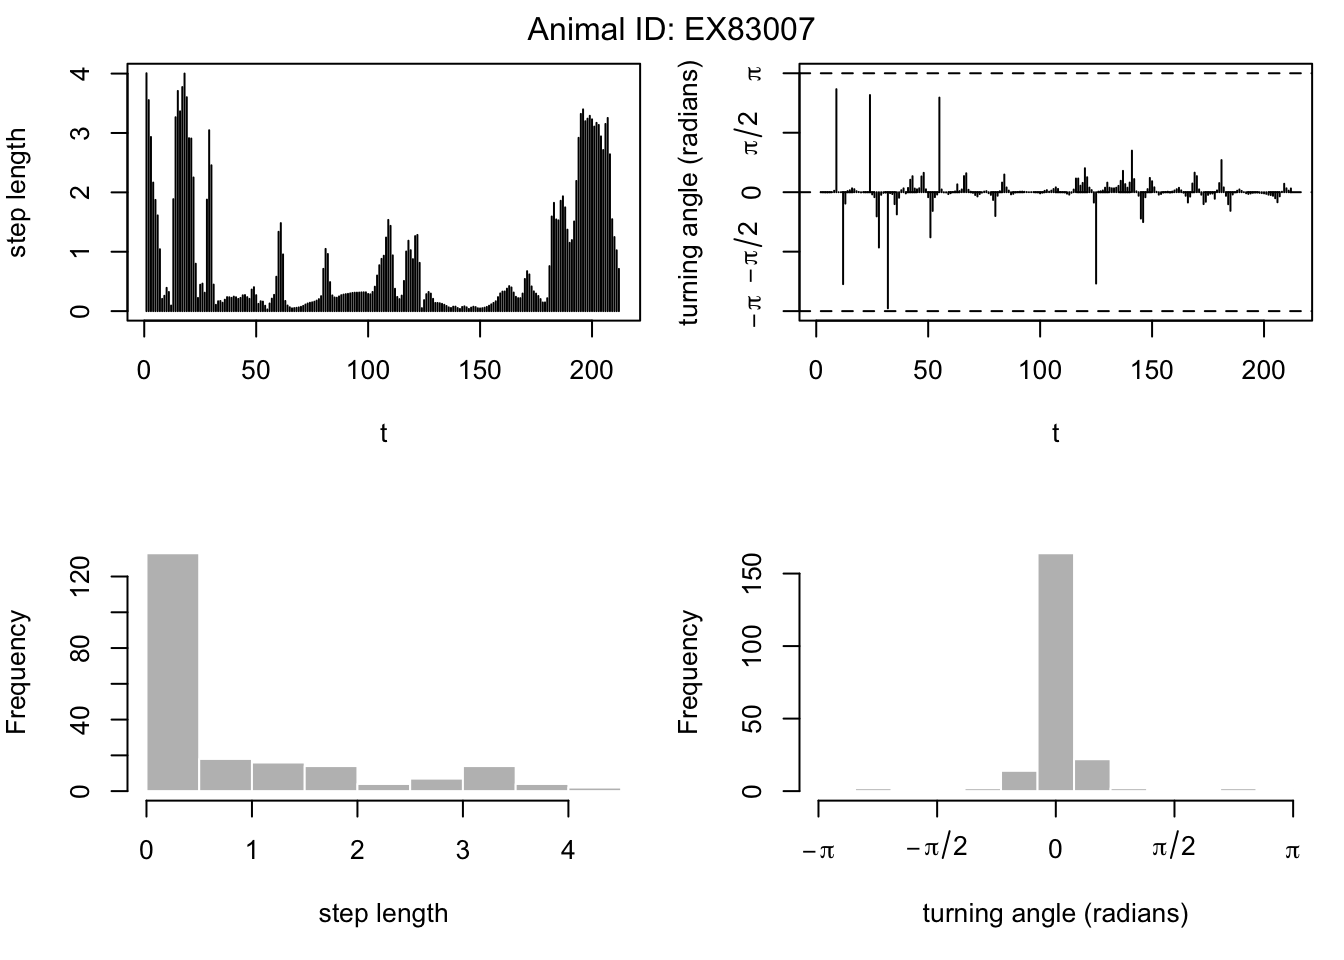 Animal ID: EX83007
step length
4
3
2
1
0
0 50 100 150 200
t
turning angle (radians)
π
π/2
0
−π/2
−π
0 50 100 150 200
t
Frequency
120
80
40
0
0 1 2 3 4
step length
Frequency
150
100
50
0
−π −π/2 0 π/2 π
turning angle (radians)